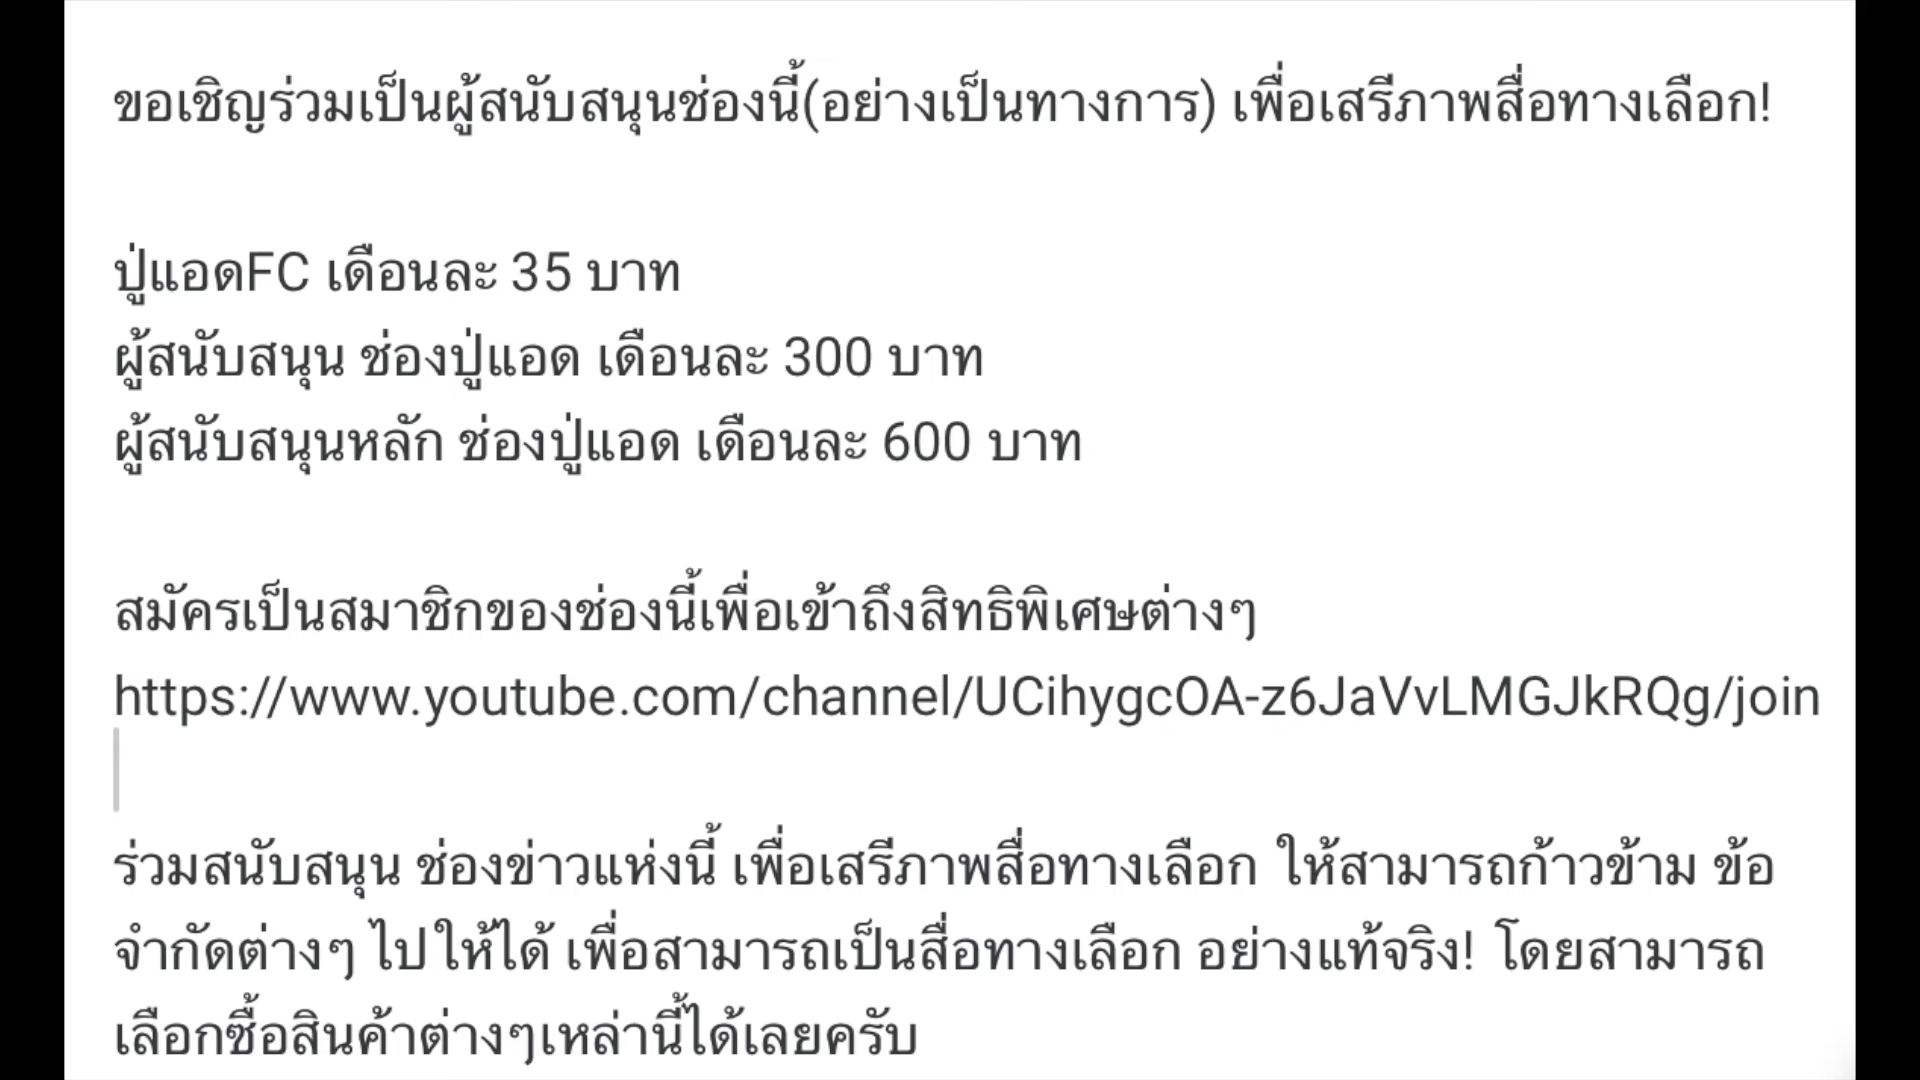 ขอเชิญร่วมเป็นผู้สนับสนุนช่องนี้(อย่างเป็นทางการ) เพื่อเสรีภาพสื่อทางเลือก!
ปู่แอดFC เดือนละ 35 บาท
ผู้สนับสนุน ช่องปู่แอด เดือนละ 300 บาท
ผู้สนับสนุนหลัก ช่องปู่แอด เดือนละ 600 บาท
สมัครเป็นสมาชิกของช่องนี้เพื่อเข้าถึงสิทธิพิเศษต่างๆ
https://www.youtube.com/channel/UCihygcOA-z6JaVvLMGJkRQg/join
ร่วมสนับสนุน ช่องข่าวแห่งนี้ เพื่อเสรีภาพสื่อทางเลือก ให้สามารถก้าวข้าม ข้อ
จำกัดต่างๆ ไป ให้ได้ เพื่อสามารถเป็นสื่อทางเลือก อย่างแท้จริง! โดยสามารถ
เลือกซื้อสินค้าต่างๆเหล่านี้ได้เลยครับ